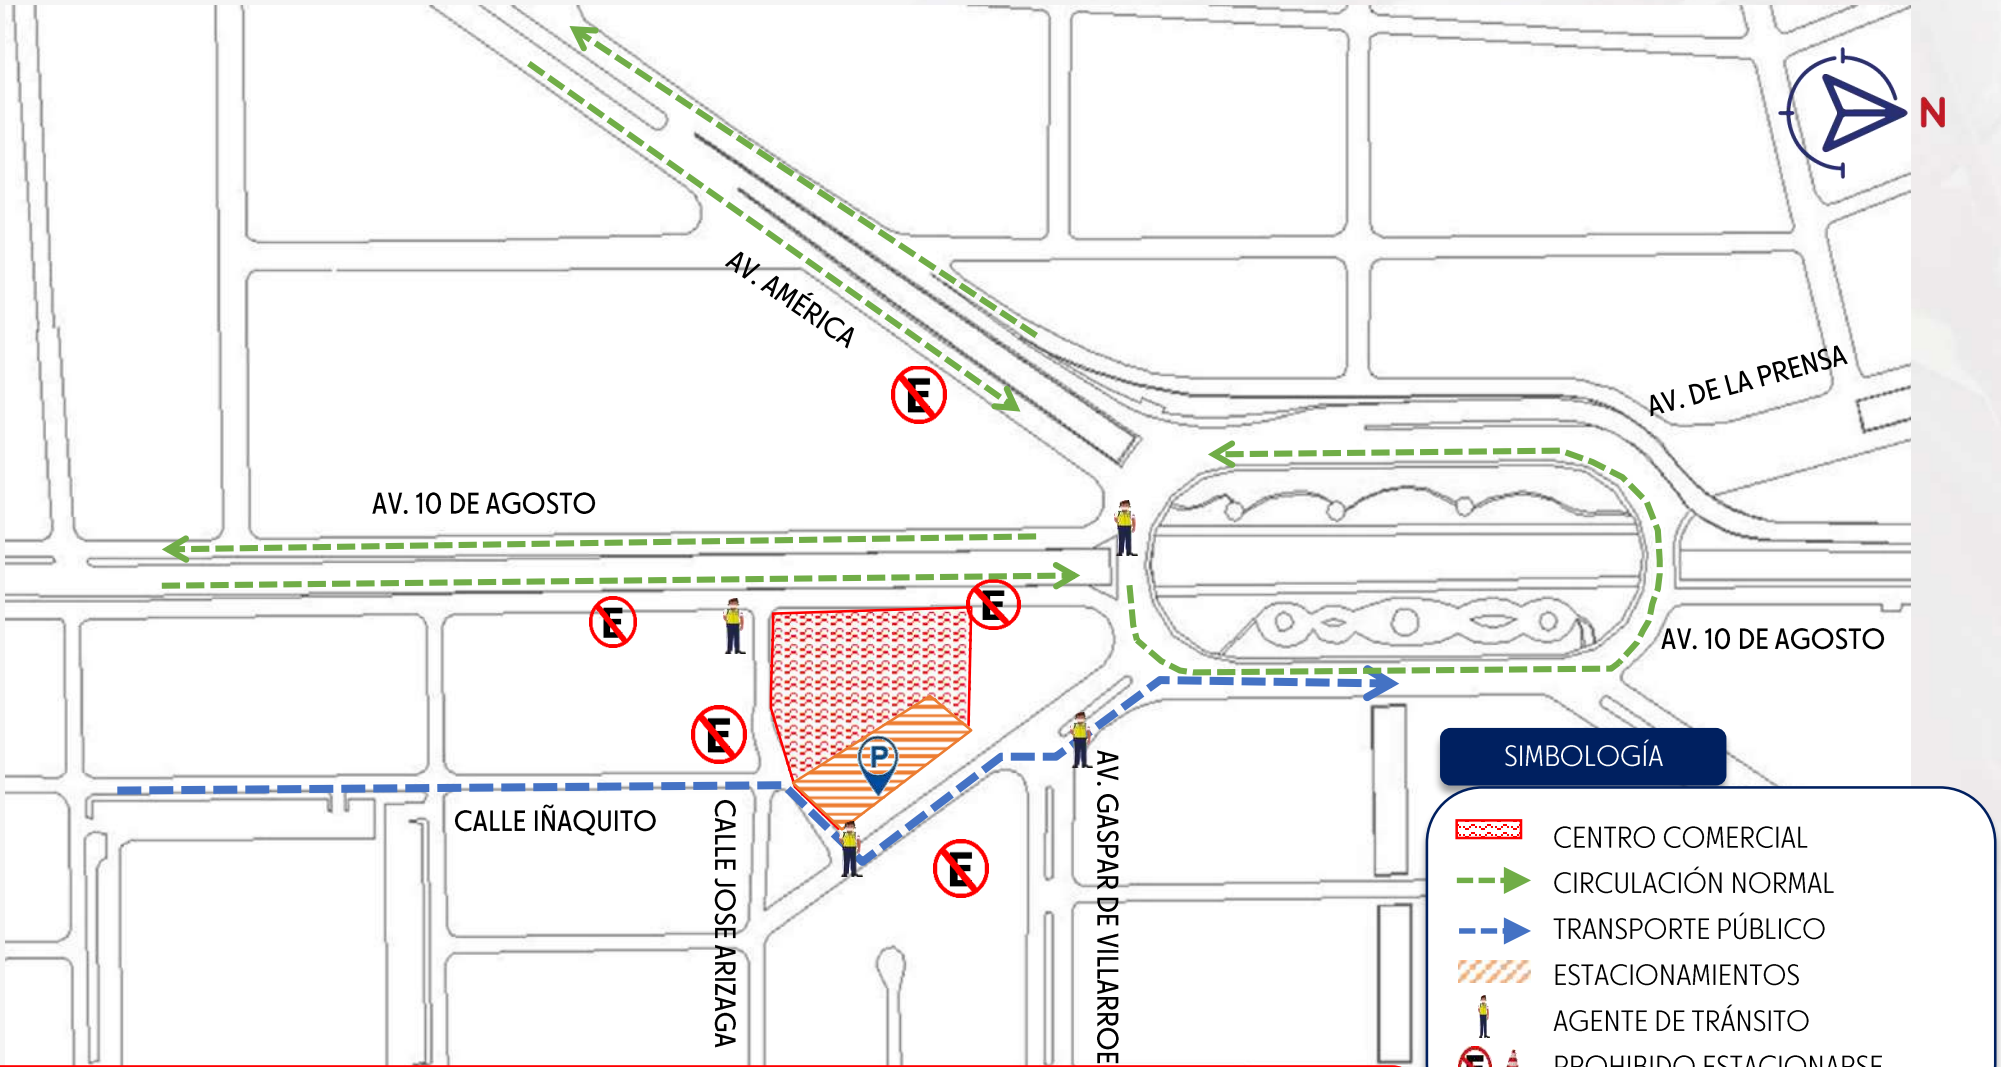 N
AV. AMÉRICA
AV. DE LA PRENSA
AV. 10 DE AGOSTO
E
E
E
E
E
AV. 10 DE AGOSTO
P
CALLE IÑAQUITO
CALLE JOSE ARIZAGA
AV. GASPAR DE VILLARROE
SIMBOLOGÍA
CENTRO COMERCIAL
CIRCULACIÓN NORMAL
TRANSPORTE PÚBLICO
ESTACIONAMIENTOS
AGENTE DE TRÁNSITO
E PROHIBIDO ESTACIONARSE